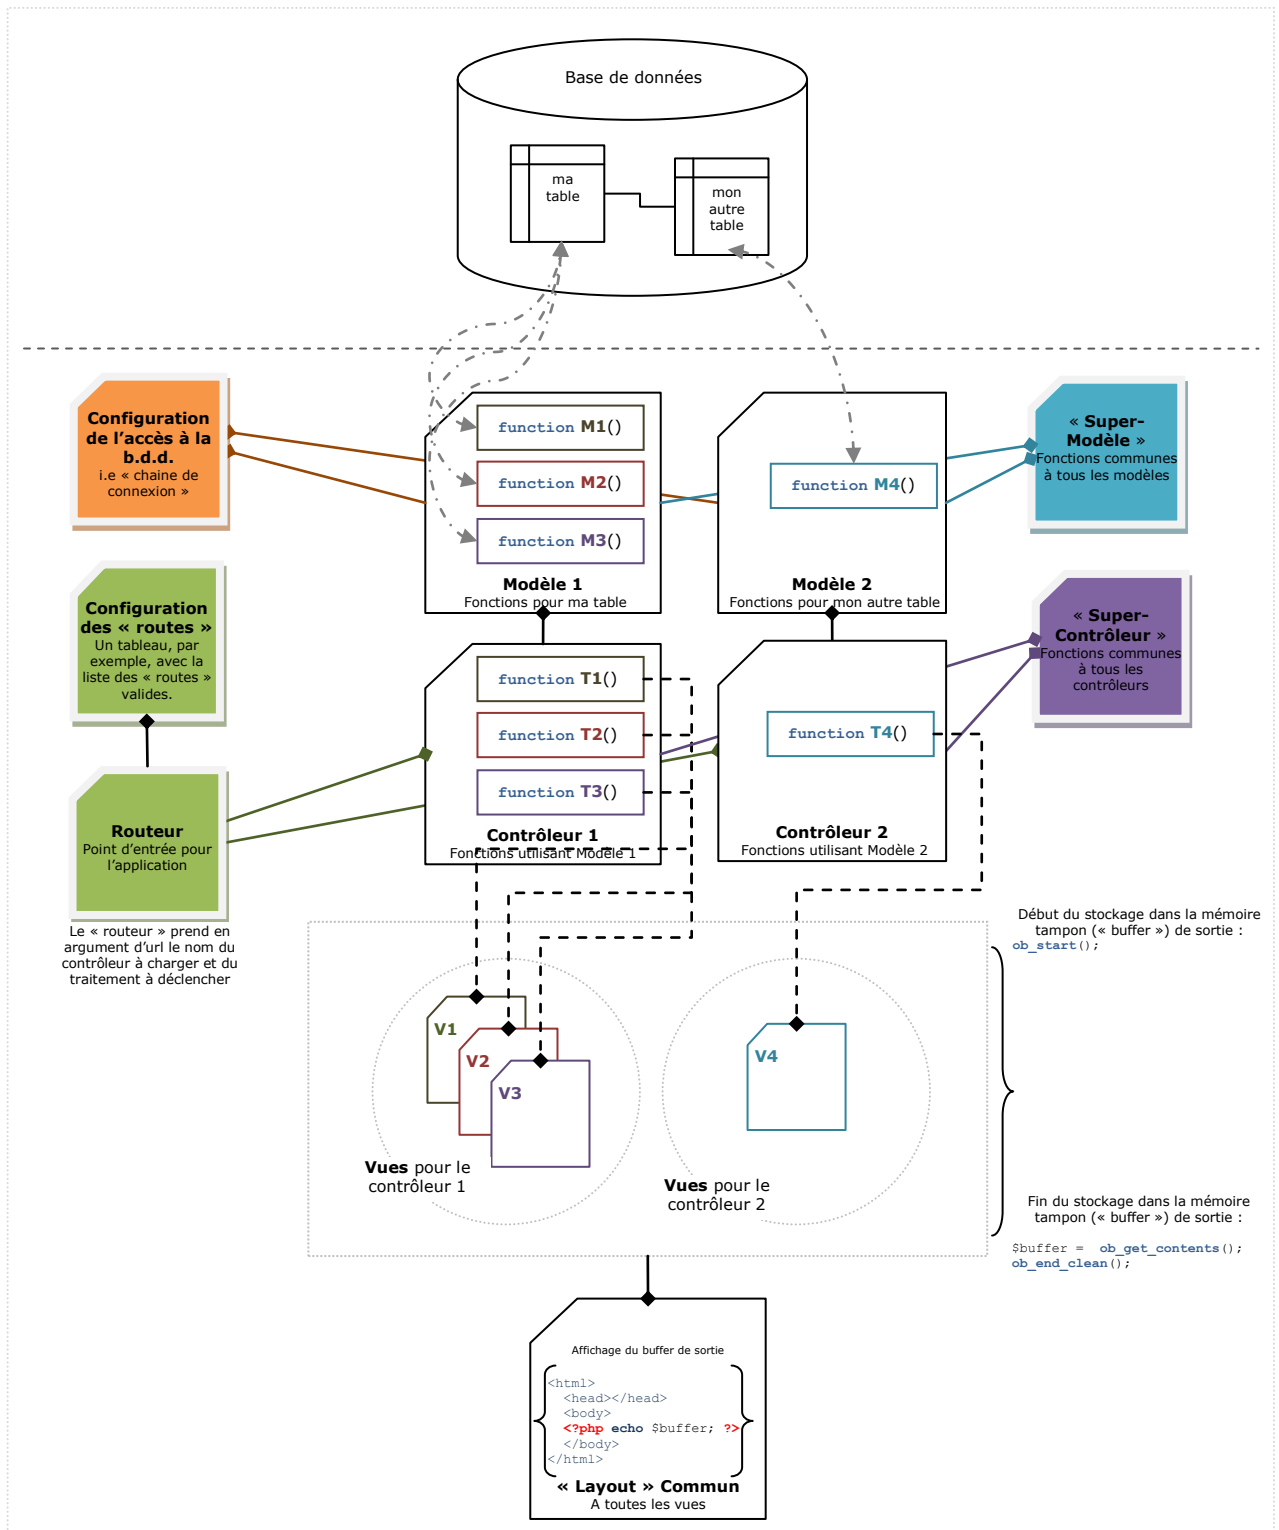 Base de données
ma
table
mon
autre
table
Configuration
de l'accès à la
b.d.d.
i.e « chaine de
connexion »
function M1()
function M2()
function M3()
Modèle 1
Fonctions pour ma table
function M4()
Modèle 2
Fonctions pour mon autre table
« Super-
Modèle »
Fonctions communes
à tous les modèles
Configuration
des « routes »
Un tableau, par
exemple, avec la
liste des « routes »
valides.
« Super-
Contrôleur »
Fonctions communes
à tous les
contrôleurs
function T1()
function T2()
function T3()
Contrôleur 1
Fonctions utilisant Modèle 1
function T4()
Contrôleur 2
Fonctions utilisant Modèle 2
Routeur
Point d'entrée pour
l'application
Le « routeur » prend en
argument d'url le nom du
contrôleur à charger et du
traitement à déclencher
Début du stockage dans la mémoire
tampon (« buffer ») de sortie :
ob_start();
V1
V2
V3
Vues pour le
contrôleur 1
V4
Vues pour le
contrôleur 2
Fin du stockage dans la mémoire
tampon (« buffer ») de sortie :
$buffer = ob_get_contents();
ob_end_clean();
Affichage du buffer de sortie
<html>
<head></head>
<body>
<?php echo $buffer; ?>
</body>
</html>
« Layout » Commun
A toutes les vues